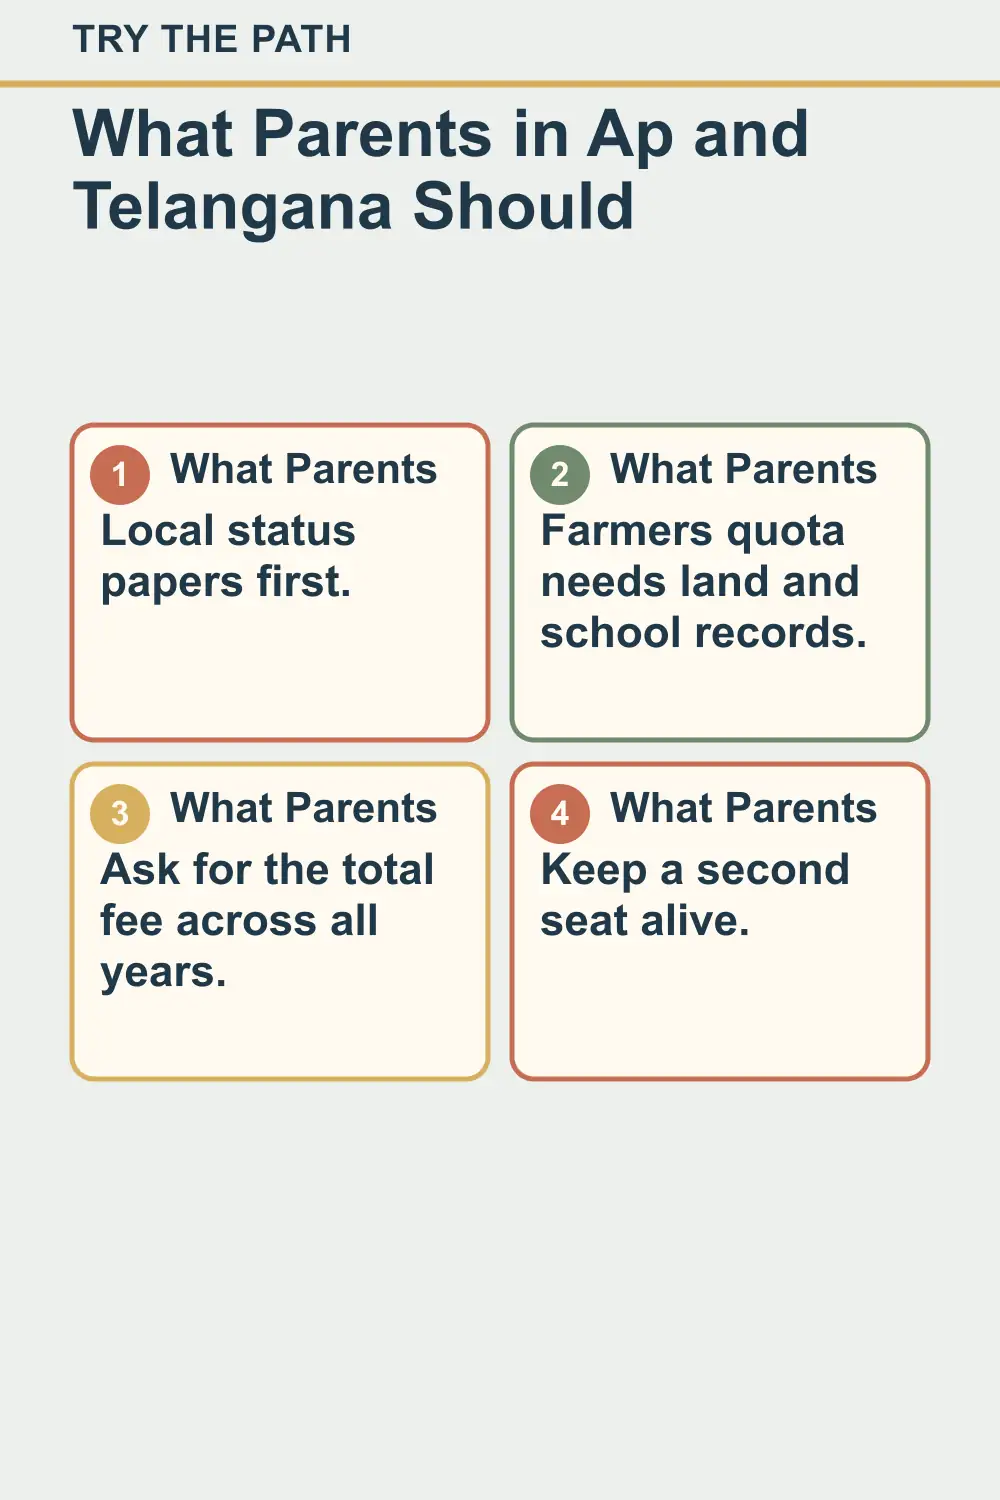 TRY THE PATH
What Parents in Ap and
Telangana Should
1 What Parents
Local status
papers first.
2 What Parents
Farmers quota
needs land and
school records.
3 What Parents
Ask for the total
fee across all
years.
4 What Parents
Keep a second
seat alive.